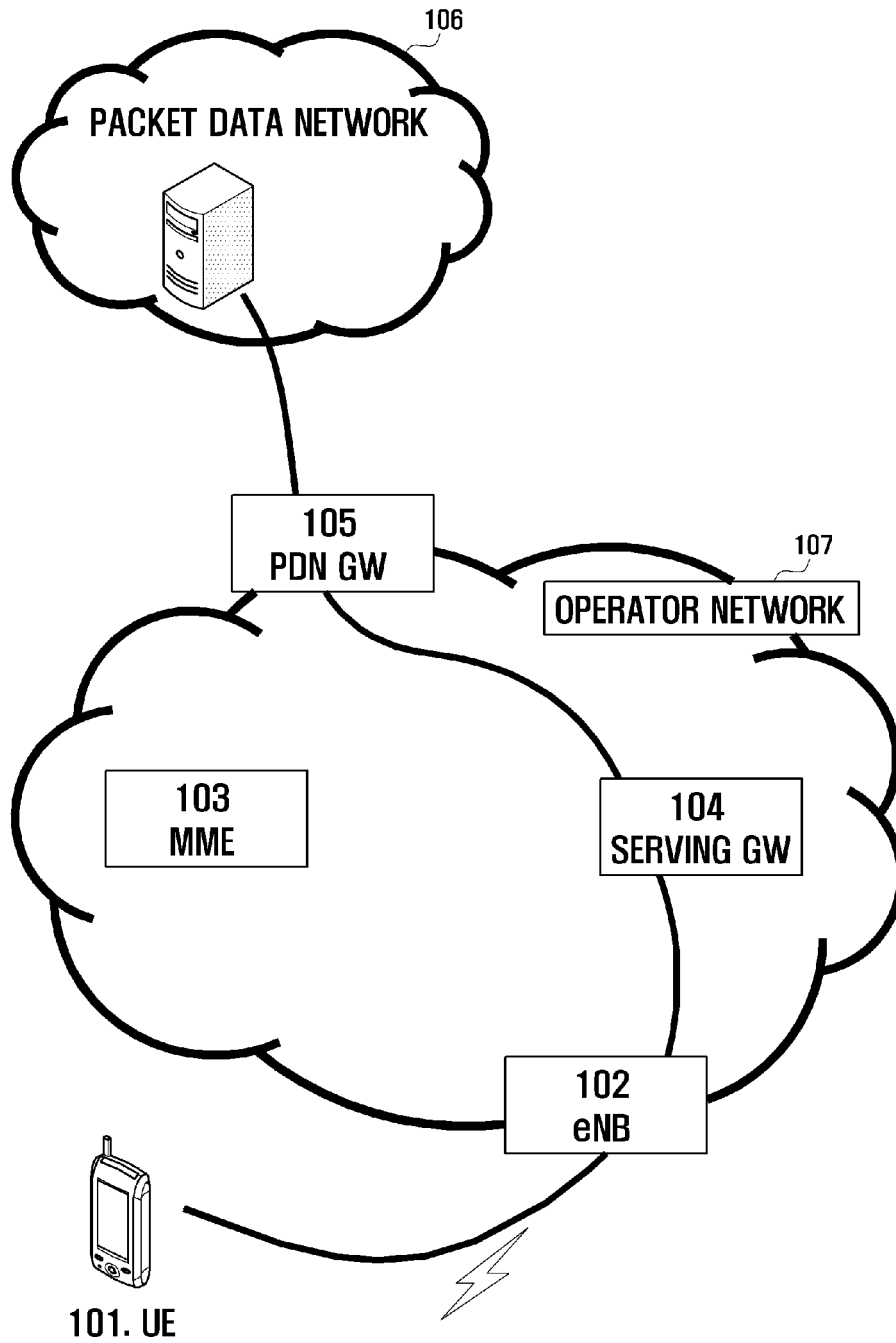 106
PACKET DATA NETWORK
105
PDN GW
107
OPERATOR NETWORK
103
MME
104
SERVING GW
102
eNB
101. UE